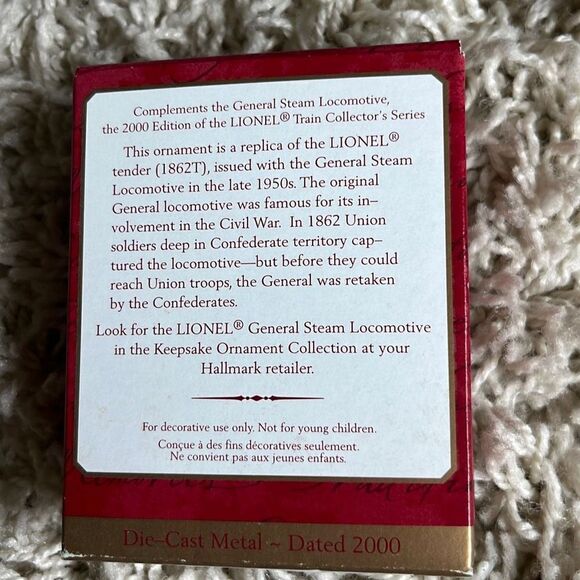 Complements the General Steam Locomotive,
the 2000 Edition of the LIONEL® Train Collector's Series
This ornament is a replica of the LIONEL®
tender (1862T), issued with the General Steam
Locomotive in the late 1950s. The original
General locomotive was famous for its in–
volvement in the Civil War. In 1862 Union
soldiers deep in Confederate territory cap–
tured the locomotive—but before they could
reach Union troops, the General was retaken
by the Confederates.
Look for the LIONEL® General Steam Locomotive
in the Keepsake Ornament Collection at your
Hallmark retailer.
For decorative use only. Not for young children.
Conçue à des fins décoratives seulement.
Ne convient pas aux jeunes enfants.
Die–Cast Metal ~ Dated 2000